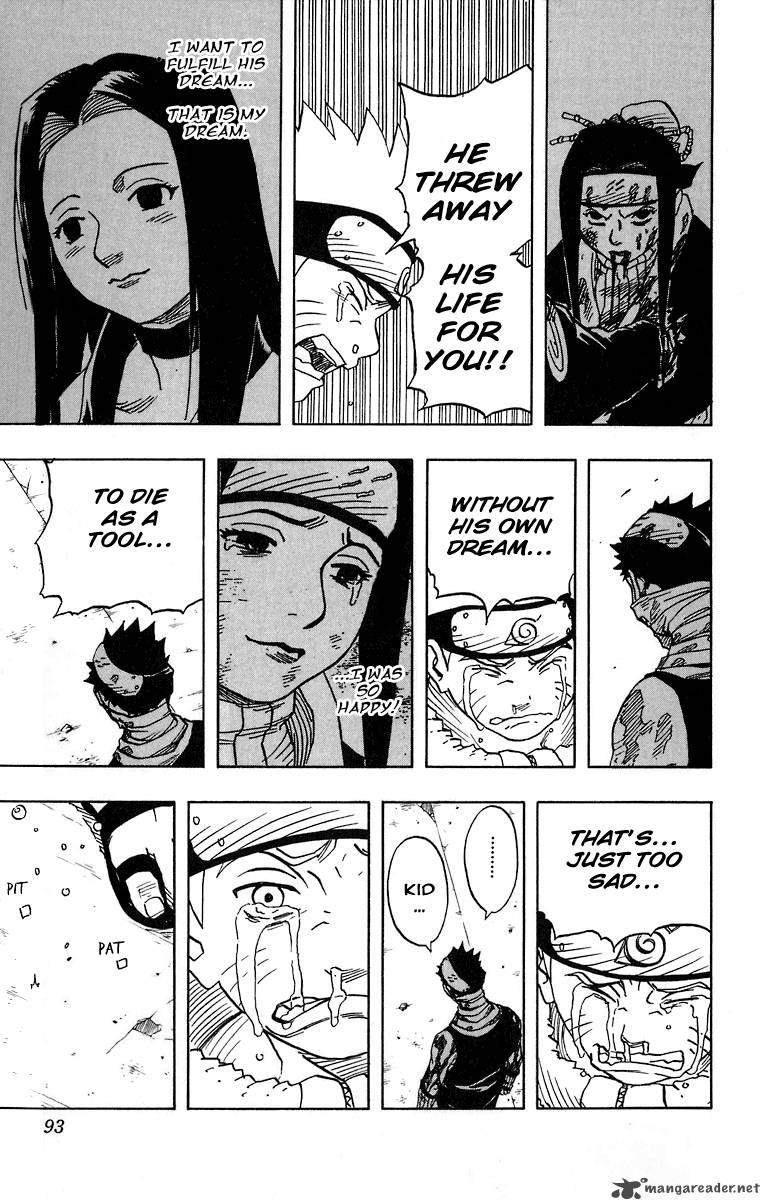 HE
THREW
AWAY
HIS
LIFE
FOR
YOU!!
I WANT TO
FULFILL HIS
DREAM...
THAT IS MY
DREAM.
WITHOUT
HIS OWN
DREAM...
...I WAS
SO
HAPPY!
TO DIE
AS A
TOOL...
THAT'S...
JUST TOO
SAD...
........
KID
...
PIT
PAT
93
mangareader.net